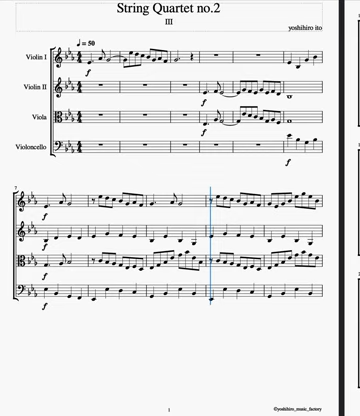 String Quartet no.2
III
yoshihiro ito
♩ = 50
Violin I
f
Violin II
f
Viola
f
Violoncello
f
7
f
f
f
f
1
©yoshihiro_music_factory